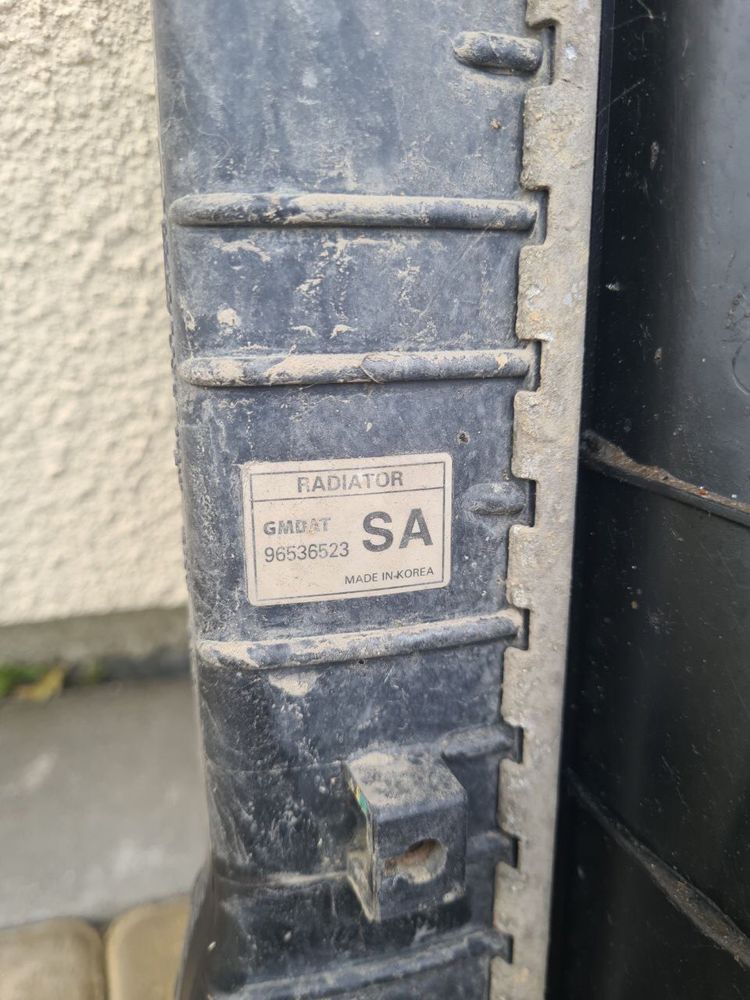 RADIATOR
GMDAT
96536523 SA
MADE IN KOREA